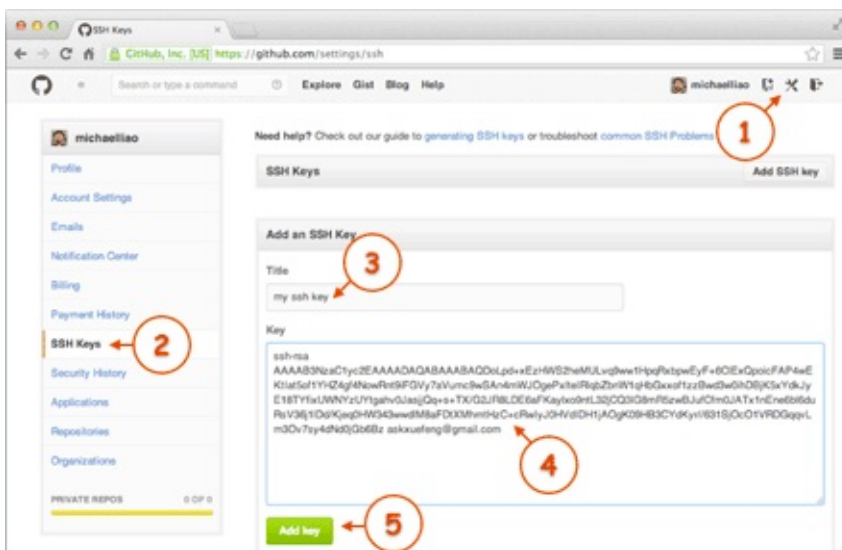 SSH Keys
GitHub, Inc. [US] https://github.com/settings/ssh
Search or type a command
Explore Gist Blog Help
michaelliao
1
michaelliao
Need help? Check out our guide to generating SSH keys or troubleshoot common SSH Problems
Profile
SSH Keys
Add SSH key
Account Settings
Emails
Add an SSH Key
Notification Center
3
Title
Billing
my ssh key
Payment History
Key
SSH Keys
2
ssh-rsa
Security History
Applications
Repositories
askxuefeng@gmail.com
4
Organizations
PRIVATE REPOS 0 OF 0
Add key
5